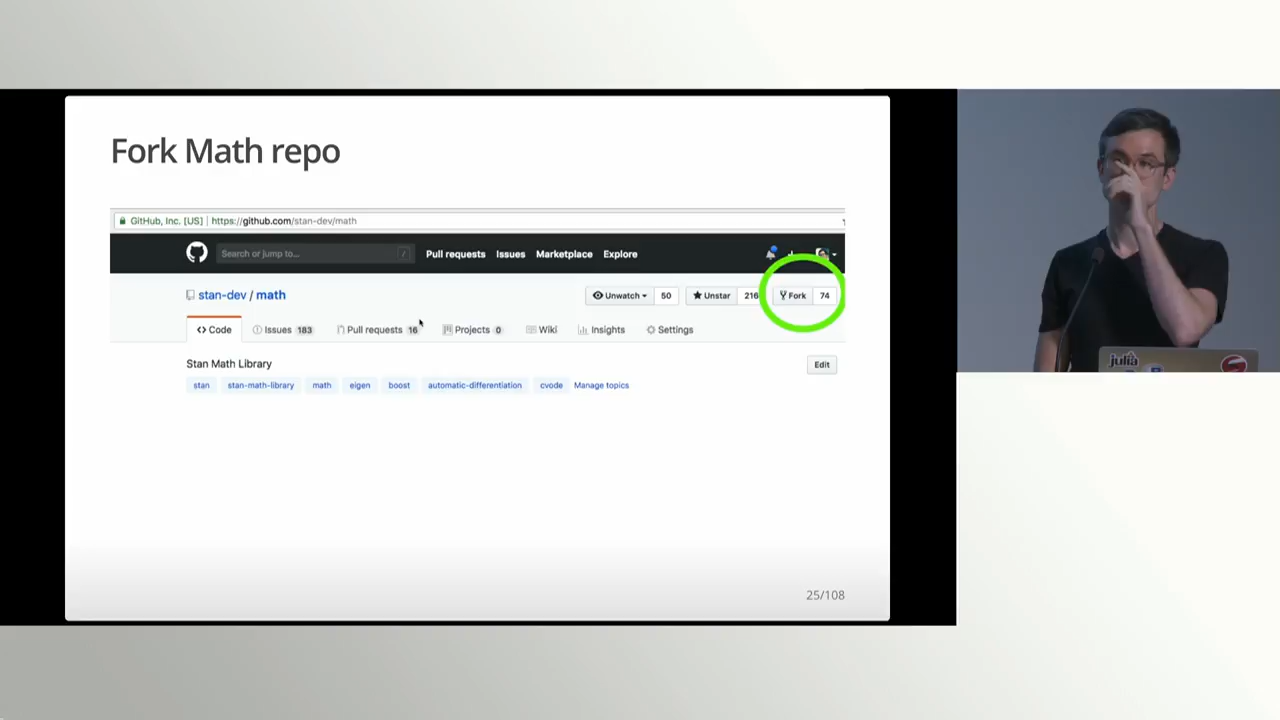 Fork Math repo
GitHub, Inc. [US] | https://github.com/stan-dev/math
Search or jump to... /
Pull requests Issues Marketplace Explore
stan-dev / math
Unwatch 50 Unstar 216 Fork 74
Code Issues 183 Pull requests 16 Projects 0 Wiki Insights Settings
Stan Math Library
Edit
stan stan-math-library math eigen boost automatic-differentiation cvode Manage topics
25/108
julia